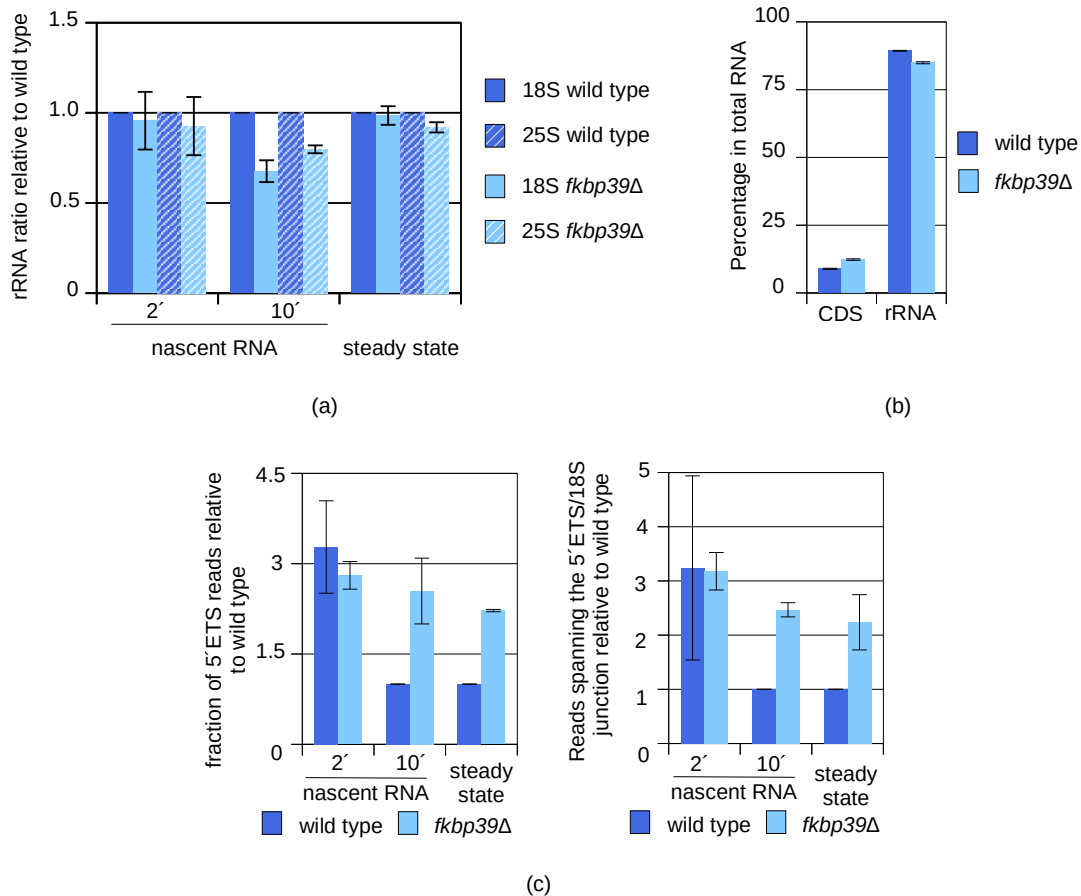 rRNA ratio relative to wild type
1.5
1.0
0.5
0
2´
10´
nascent RNA
steady state
18S wild type
25S wild type
18S fkbp39Δ
25S fkbp39Δ
(a)
Percentage in total RNA
100
75
50
25
0
CDS
rRNA
wild type
fkbp39Δ
(b)
fraction of 5´ETS reads relative
to wild type
4.5
3
1.5
0
2´
10´
nascent RNA
steady
state
wild type
fkbp39Δ
Reads spanning the 5´ETS/18S
junction relative to wild type
5
4
3
2
1
0
2´
10´
nascent RNA
steady
state
wild type
fkbp39Δ
(c)